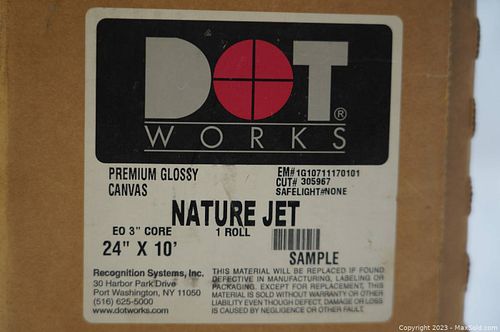 DOT®
WORKS
PREMIUM GLOSSY
CANVAS
EM# 1G10711170101
CUT# 305967
SAFELIGHT#NONE
NATURE JET
EO 3" CORE
1 ROLL
24" X 10'
SAMPLE
Recognition Systems, Inc.
30 Harbor Park Drive
Port Washington, NY 11050
(516) 625-5000
www.dotworks.com
THIS MATERIAL WILL BE REPLACED IF FOUND
DEFECTIVE IN MANUFACTURING, LABELING OR
PACKAGING. EXCEPT FOR REPLACEMENT, THIS
MATERIAL IS SOLD WITHOUT WARRANTY OR OTHER
LIABILITY EVEN THOUGH DEFECT, DAMAGE OR LOSS
IS CAUSED BY NEGLIGENCE OR OTHER FAULT.
Copyright 2023 - MaxSold.com